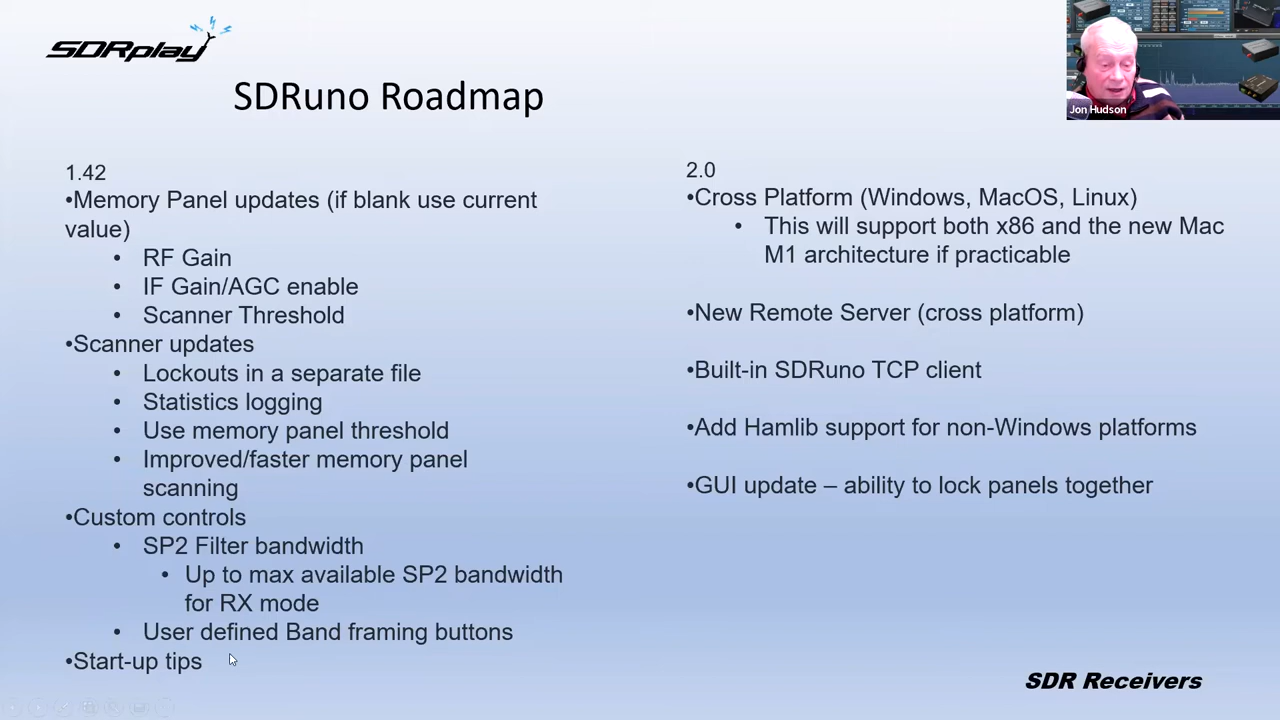 SDRplay
Jon Hudson
SDRuno Roadmap
1.42
•Memory Panel updates (if blank use current
value)
• RF Gain
• IF Gain/AGC enable
• Scanner Threshold
•Scanner updates
• Lockouts in a separate file
• Statistics logging
• Use memory panel threshold
• Improved/faster memory panel
scanning
•Custom controls
• SP2 Filter bandwidth
• Up to max available SP2 bandwidth
for RX mode
• User defined Band framing buttons
•Start-up tips
2.0
•Cross Platform (Windows, MacOS, Linux)
• This will support both x86 and the new Mac
M1 architecture if practicable
•New Remote Server (cross platform)
•Built-in SDRuno TCP client
•Add Hamlib support for non-Windows platforms
•GUI update – ability to lock panels together
SDR Receivers